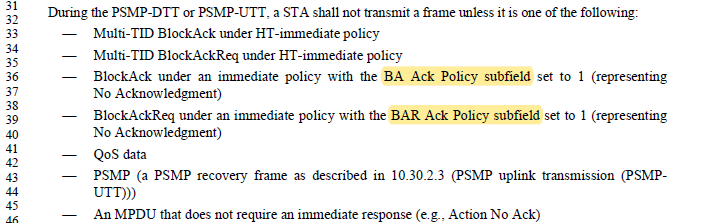 31
32 During the PSMP-DTT or PSMP-UTT, a STA shall not transmit a frame unless it is one of the following:
33 — Multi-TID BlockAck under HT-immediate policy
34
35 — Multi-TID BlockAckReq under HT-immediate policy
36 — BlockAck under an immediate policy with the BA Ack Policy subfield set to 1 (representing
37 No Acknowledgment)
38
39 — BlockAckReq under an immediate policy with the BAR Ack Policy subfield set to 1 (representing
40 No Acknowledgment)
41
42 — QoS data
43 — PSMP (a PSMP recovery frame as described in 10.30.2.3 (PSMP uplink transmission (PSMP-
44 UTT)))
45
46 — An MPDU that does not require an immediate response (e.g., Action No Ack)